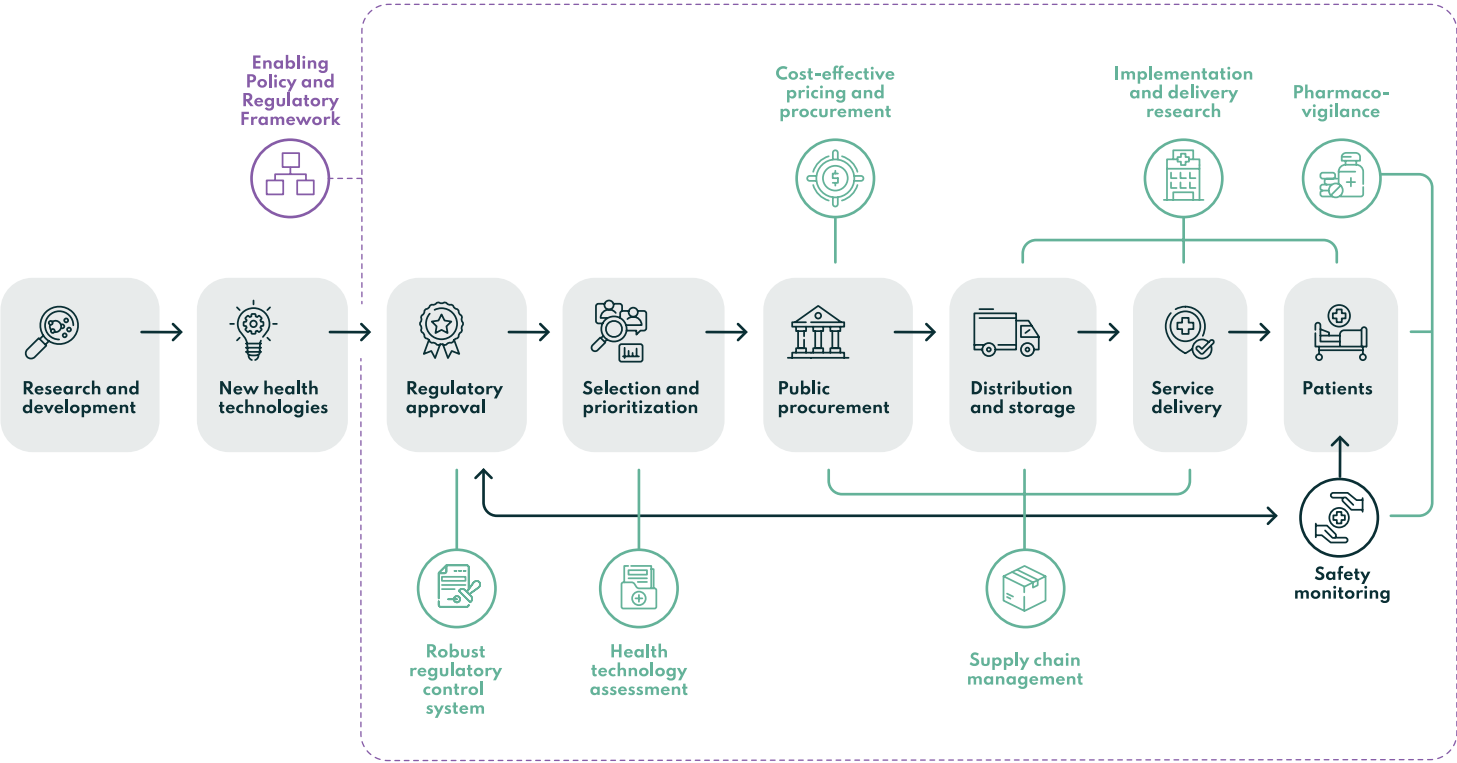 Enabling
Policy and
Regulatory
Framework
Cost-effective
pricing and
procurement
$
Implementation
and delivery
research
Pharmaco-
vigilance
Research and
development
New health
technologies
Regulatory
approval
Selection and
prioritization
Public
procurement
Distribution
and storage
Service
delivery
Patients
Safety
monitoring
Robust
regulatory
control
system
Health
technology
assessment
Supply chain
management